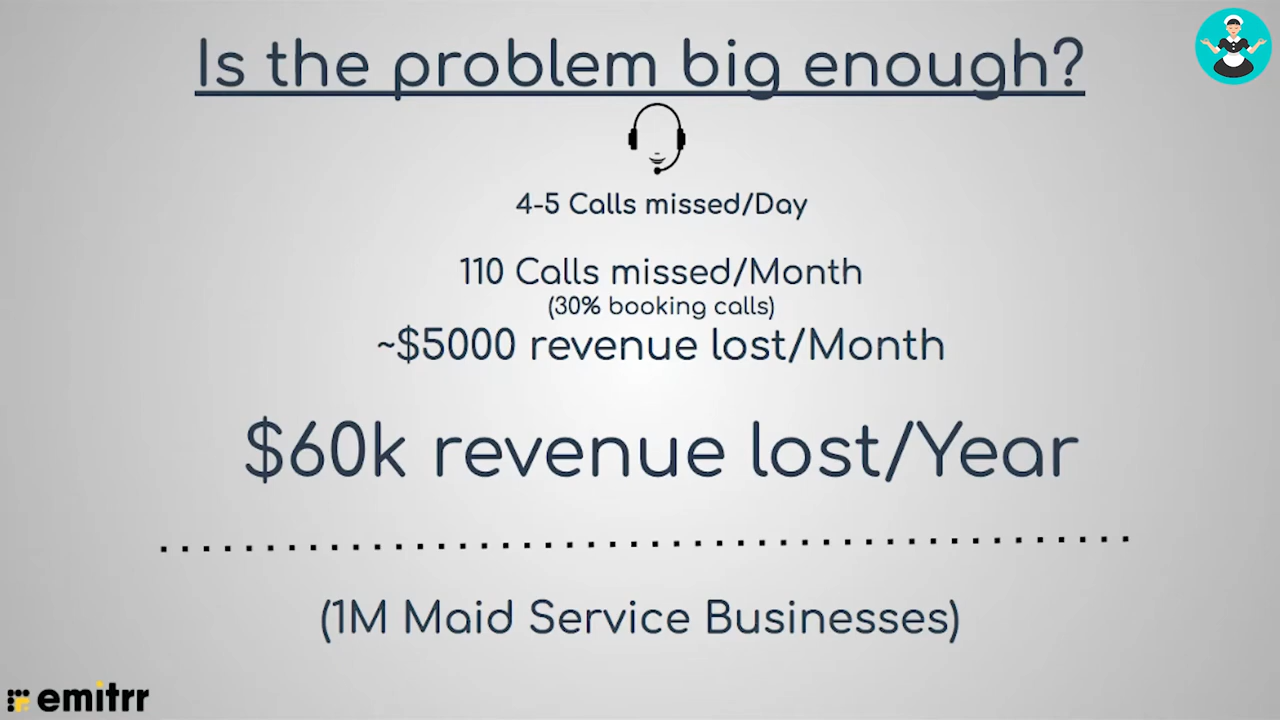 Is the problem big enough?
4-5 Calls missed/Day
110 Calls missed/Month
(30% booking calls)
~$5000 revenue lost/Month
$60k revenue lost/Year
(1M Maid Service Businesses)
emitrr